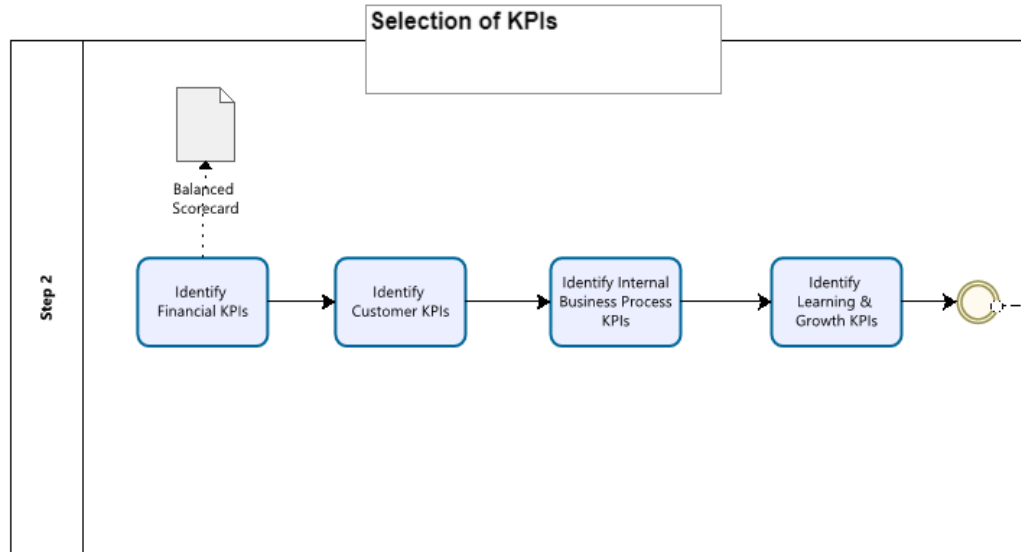 Selection of KPIs
Balanced
Scorecard
Step 2
Identify
Financial KPIs
Identify
Customer KPIs
Identify Internal
Business Process
KPIs
Identify
Learning &
Growth KPIs